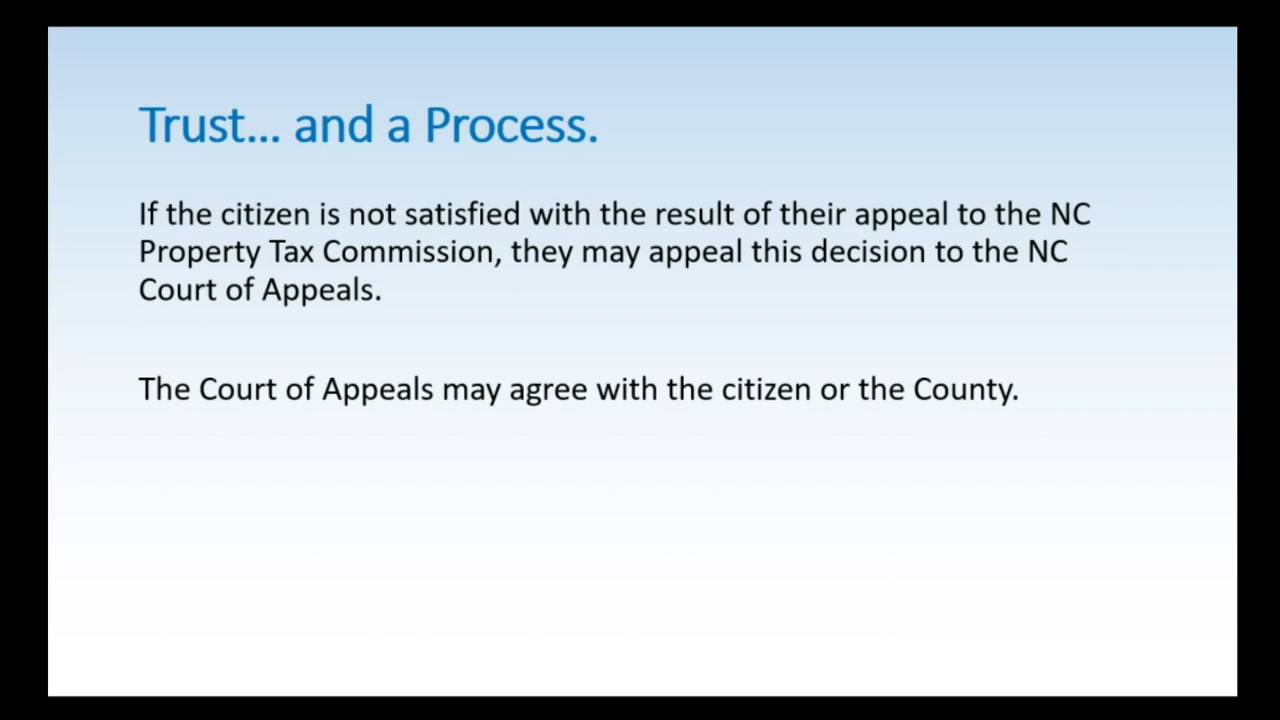 Trust... and a Process.
If the citizen is not satisfied with the result of their appeal to the NC
Property Tax Commission, they may appeal this decision to the NC
Court of Appeals.
The Court of Appeals may agree with the citizen or the County.